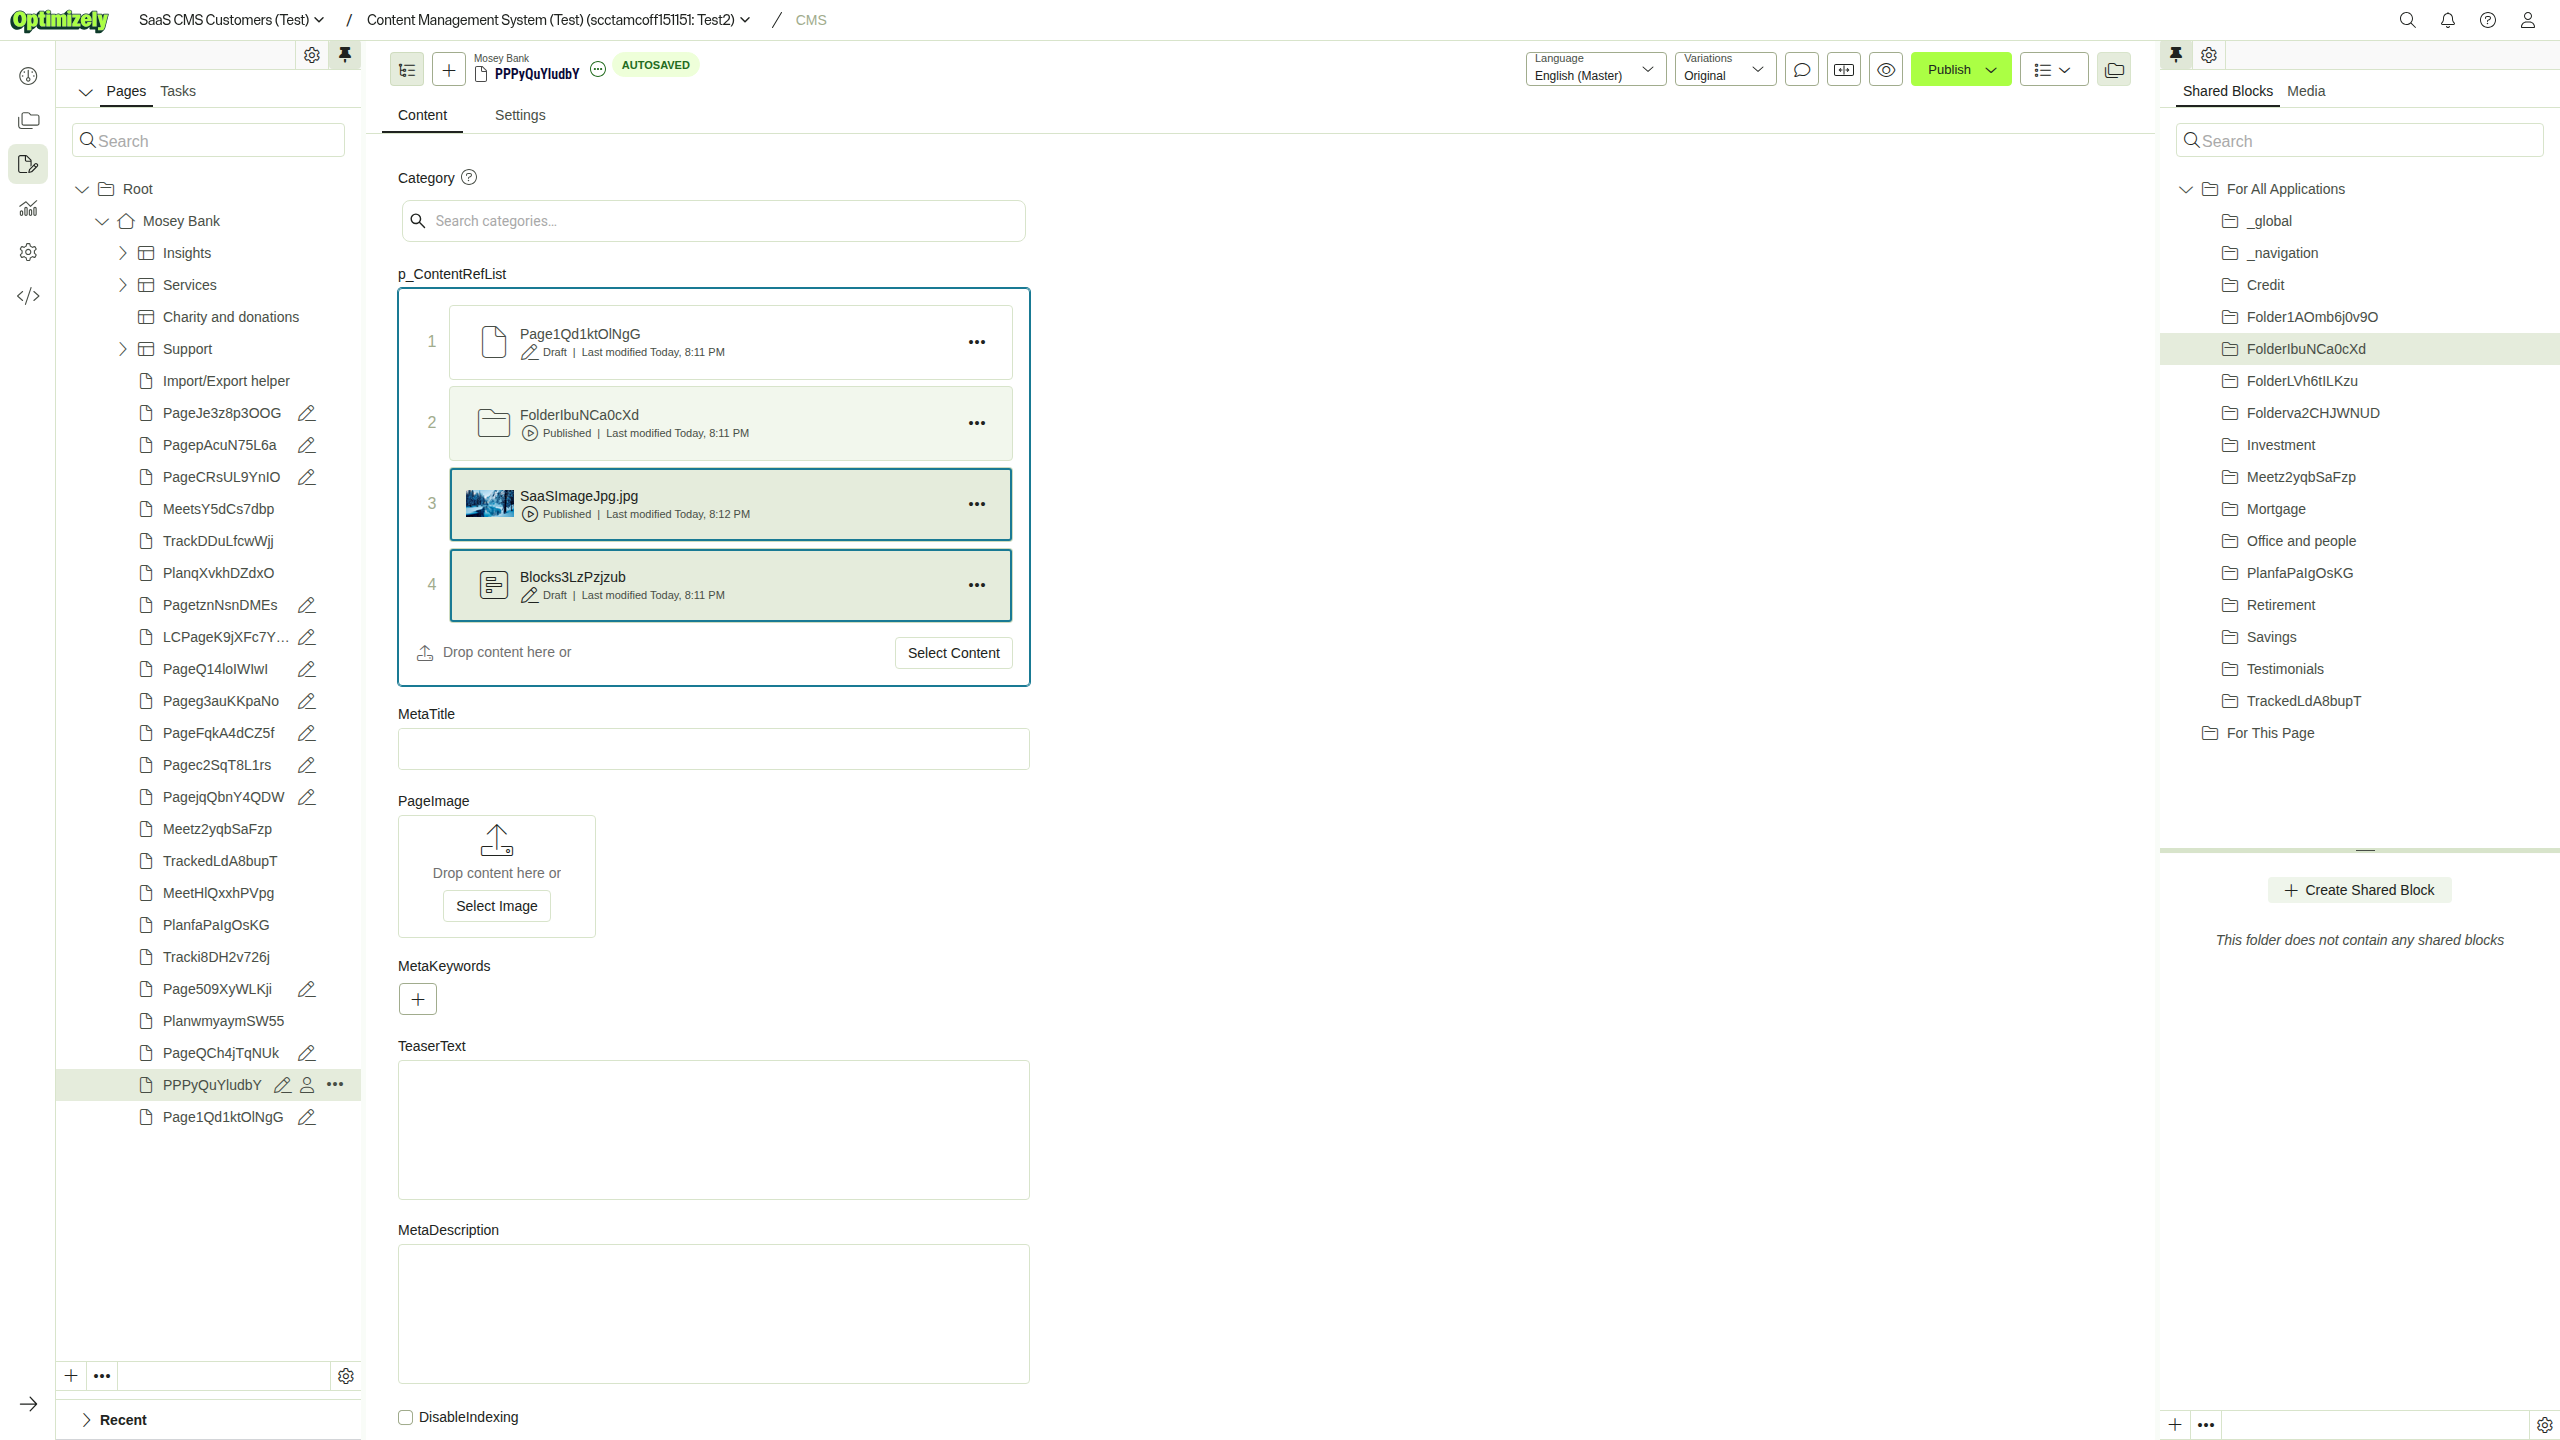 Optimizely
SaaS CMS Customers (Test) / Content Management System (Test) (scctamcoff151151: Test2) / CMS
Pages Tasks
Search
Root
Mosey Bank
Insights
Services
Charity and donations
Support
Import/Export helper
PageJe3z8p3OOG
PagepAcuN75L6a
PageCRsUL9YnIO
MeetsY5dCs7dbp
TrackDDuLfcwWjj
PlanqXvkhDZdxO
PagetznNsnDMEs
LCPageK9jXFc7Y...
PageQ14loIWIwI
Pageg3auKKpaNo
PageFqkA4dCZ5f
Pagec2SqT8L1rs
PagejqQbnY4QDW
Meetz2yqbSaFzp
TrackedLdA8bupT
MeetHlQxxhPVpg
PlanfaPaIgOsKG
Tracki8DH2v726j
Page509XyWLKji
PlanwmyaymSW55
PageQCh4jTqNUk
PPPyQuYludbY
Page1Qd1ktOlNgG
Recent
Mosey Bank
PPPyQuYludbY
AUTOSAVED
Language
English (Master)
Variations
Original
Publish
Content Settings
Category
Search categories...
p_ContentRefList
1
Page1Qd1ktOlNgG
Draft | Last modified Today, 8:11 PM
2
FolderIbuNCa0cXd
Published | Last modified Today, 8:11 PM
3
SaaSImageJpg.jpg
Published | Last modified Today, 8:12 PM
4
Blocks3LzPzjzub
Draft | Last modified Today, 8:11 PM
Drop content here or
Select Content
MetaTitle
PageImage
Drop content here or
Select Image
MetaKeywords
TeaserText
MetaDescription
DisableIndexing
Shared Blocks Media
Search
For All Applications
_global
_navigation
Credit
Folder1AOmb6j0v9O
FolderIbuNCa0cXd
FolderLVh6tILKzu
Folderva2CHJWNUD
Investment
Meetz2yqbSaFzp
Mortgage
Office and people
PlanfaPaIgOsKG
Retirement
Savings
Testimonials
TrackedLdA8bupT
For This Page
Create Shared Block
This folder does not contain any shared blocks